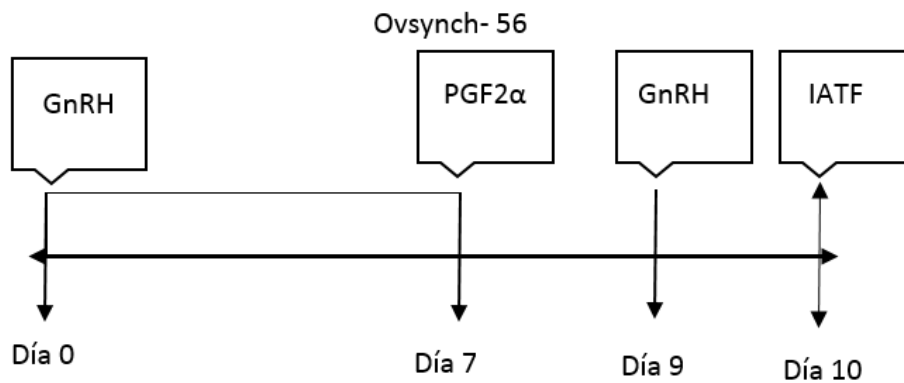 Ovsynch- 56
GnRH
PGF2α
GnRH
IATF
Día 0
Día 7
Día 9
Día 10